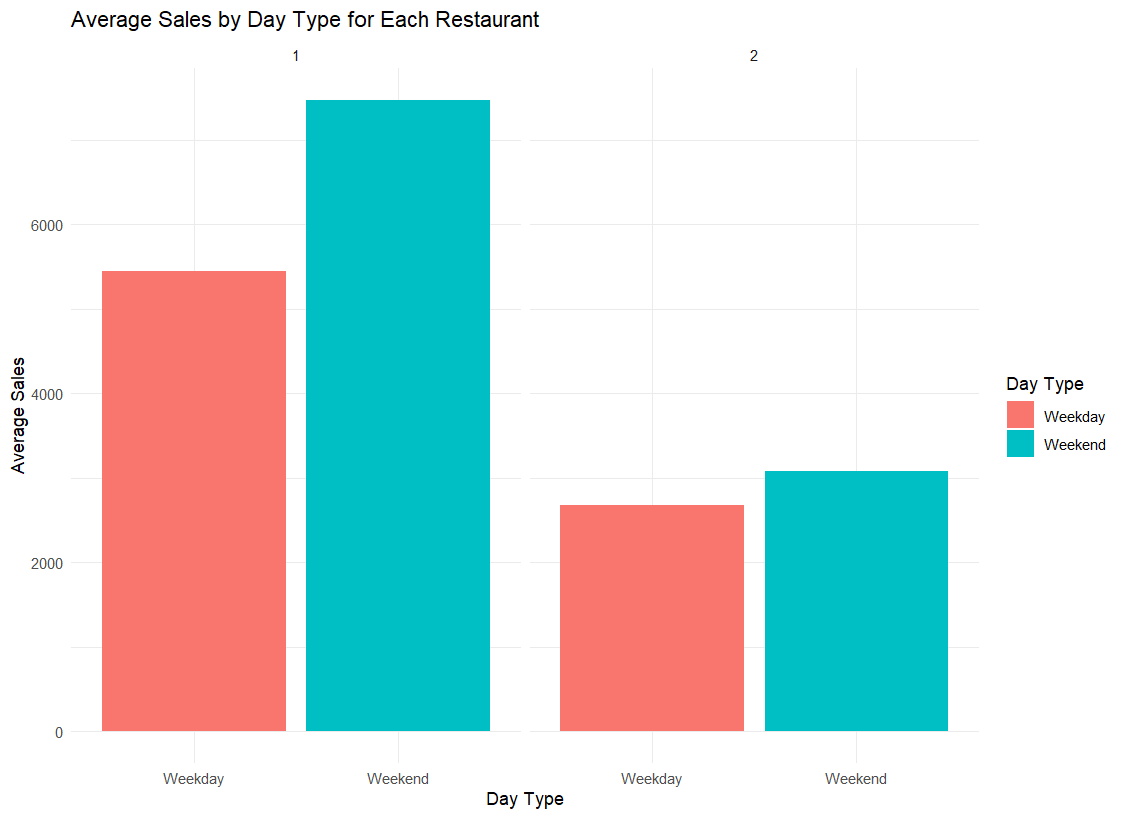 Average Sales by Day Type for Each Restaurant
1
2
6000
4000
2000
0
Average Sales
Weekday
Weekend
Weekday
Weekend
Day Type
Day Type
Weekday
Weekend